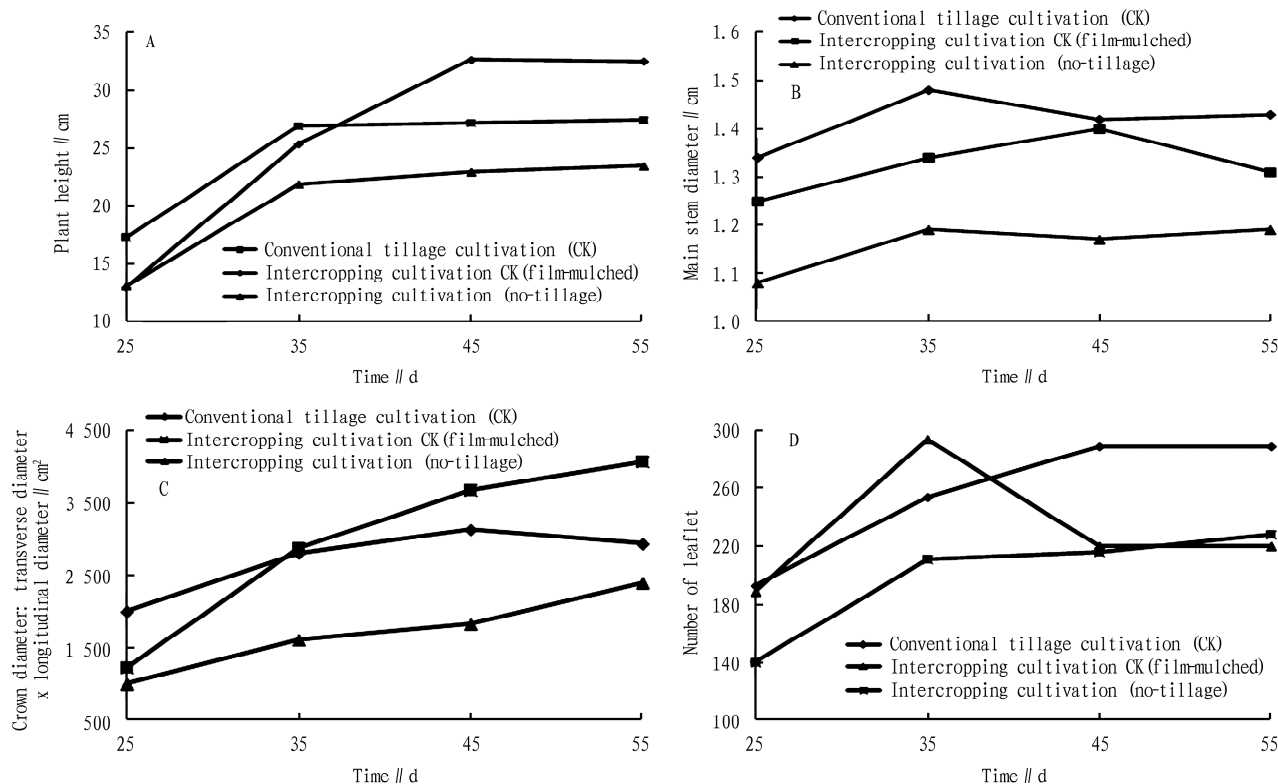 A
Plant height // cm
35
32
29
26
23
20
17
14
10
Conventional tillage cultivation (CK)
Intercropping cultivation CK(film-mulched)
Intercropping cultivation (no-tillage)
25 35 45 55
Time // d
Conventional tillage cultivation (CK)
Intercropping cultivation CK(film-mulched)
Intercropping cultivation (no-tillage)
B
Main stem diameter // cm
1.6
1.5
1.4
1.3
1.2
1.1
1.0
25 35 45 55
Time // d
Conventional tillage cultivation (CK)
Intercropping cultivation CK(film-mulched)
Intercropping cultivation (no-tillage)
C
Crown diameter: transverse diameter
x longitudinal diameter // cm²
4 500
3 500
2 500
1 500
500
25 35 45 55
Time // d
D
Number of leaflet
300
260
220
180
140
100
Conventional tillage cultivation (CK)
Intercropping cultivation CK(film-mulched)
Intercropping cultivation (no-tillage)
25 35 45 55
Time // d